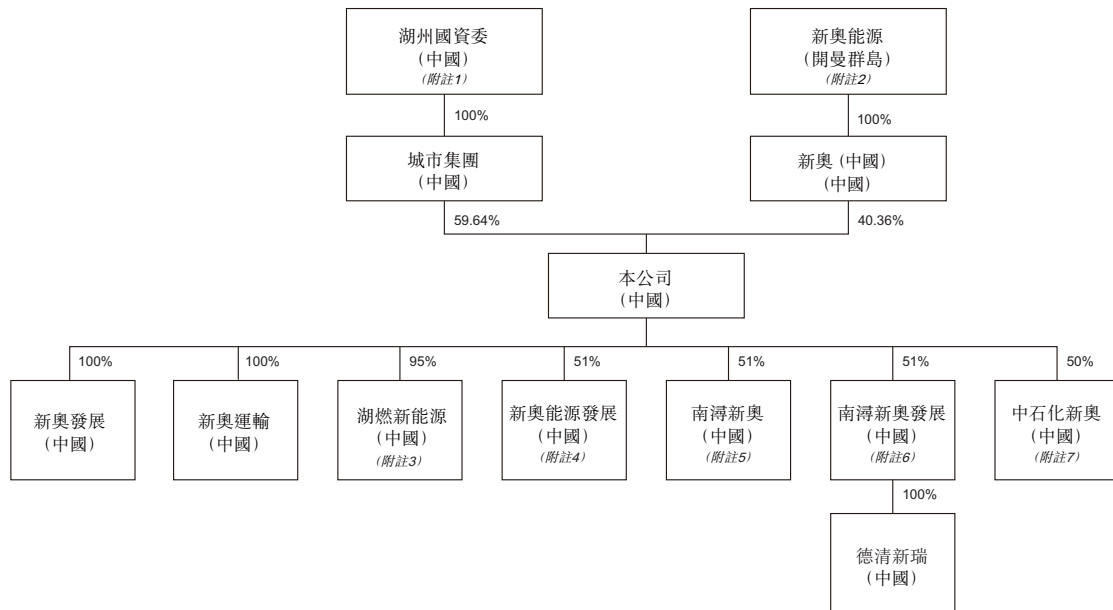 湖州國資委
(中國)
(附註1)
新奧能源
(開曼群島)
(附註2)
100%
100%
城市集團
(中國)
新奧 (中國)
(中國)
59.64%
40.36%
本公司
(中國)
100%
100%
95%
51%
51%
51%
50%
新奧發展
(中國)
新奧運輸
(中國)
湖燃新能源
(中國)
(附註3)
新奧能源發展
(中國)
(附註4)
南潯新奧
(中國)
(附註5)
南潯新奧發展
(中國)
(附註6)
中石化新奧
(中國)
(附註7)
100%
德清新瑞
(中國)